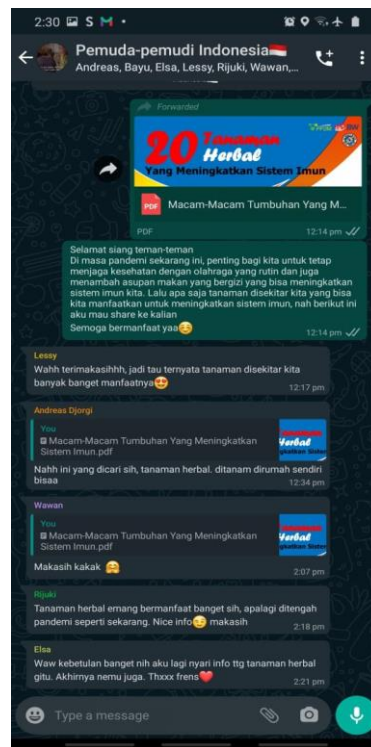 2:30
Pemuda-pemudi Indonesia
Andreas, Bayu, Elsa, Lessy, Rijuki, Wawan,...
Forwarded
20 Tanaman
Herbal
Yang Meningkatkan Sistem Imun
PDF
Macam-Macam Tumbuhan Yang M...
PDF
12:14 pm
Selamat siang teman-teman
Di masa pandemi sekarang ini, penting bagi kita untuk tetap
menjaga kesehatan dengan olahraga yang rutin dan juga
menambah asupan makan yang bergizi yang bisa meningkatkan
sistem imun kita. Lalu apa saja tanaman disekitar kita yang bisa
kita manfaatkan untuk meningkatkan sistem imun, nah berikut ini
aku mau share ke kalian
Semoga bermanfaat yaa😊
12:14 pm
Lessy
Wahh terimakasihhh, jadi tau ternyata tanaman disekitar kita
banyak banget manfaatnya😍
12:17 pm
Andreas Djorgi
You
Macam-Macam Tumbuhan Yang Meningkatkan
Sistem Imun.pdf
Herbal
Nahh ini yang dicari sih, tanaman herbal. ditanam dirumah sendiri
bisaa
12:34 pm
Wawan
You
Macam-Macam Tumbuhan Yang Meningkatkan
Sistem Imun.pdf
Herbal
Makasih kakak 🤗
2:07 pm
Rijuki
Tanaman herbal emang bermanfaat banget sih, apalagi ditengah
pandemi seperti sekarang. Nice info😉 makasih
2:18 pm
Elsa
Waw kebetulan banget nih aku lagi nyari info ttg tanaman herbal
gitu. Akhirnya nemu juga. Thxxx frens❤
2:21 pm
Type a message